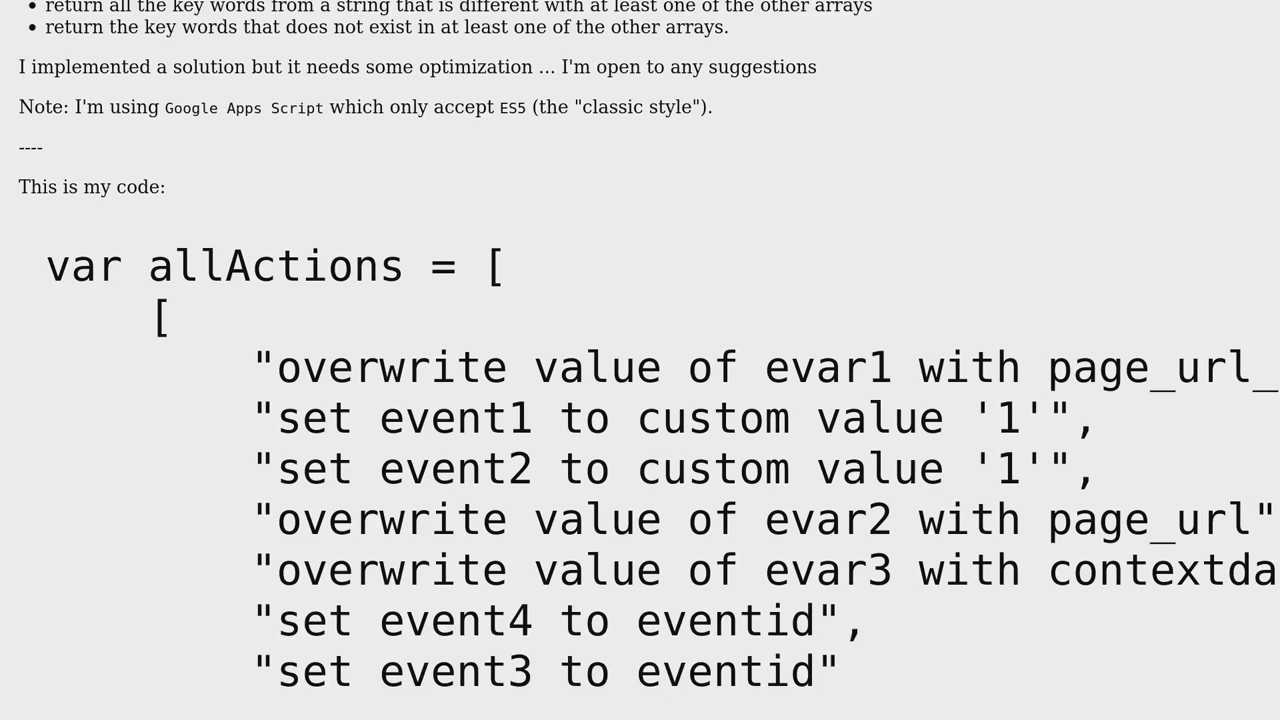 return all the key words from a string that is different with at least one of the other arrays
return the key words that does not exist in at least one of the other arrays.
I implemented a solution but it needs some optimization ... I'm open to any suggestions
Note: I'm using Google Apps Script which only accept ES5 (the "classic style").
----
This is my code:
var allActions = [
[
"overwrite value of evar1 with page_url_
"set event1 to custom value '1'",
"set event2 to custom value '1'",
"overwrite value of evar2 with page_url"
"overwrite value of evar3 with contextda
"set event4 to eventid",
"set event3 to eventid"